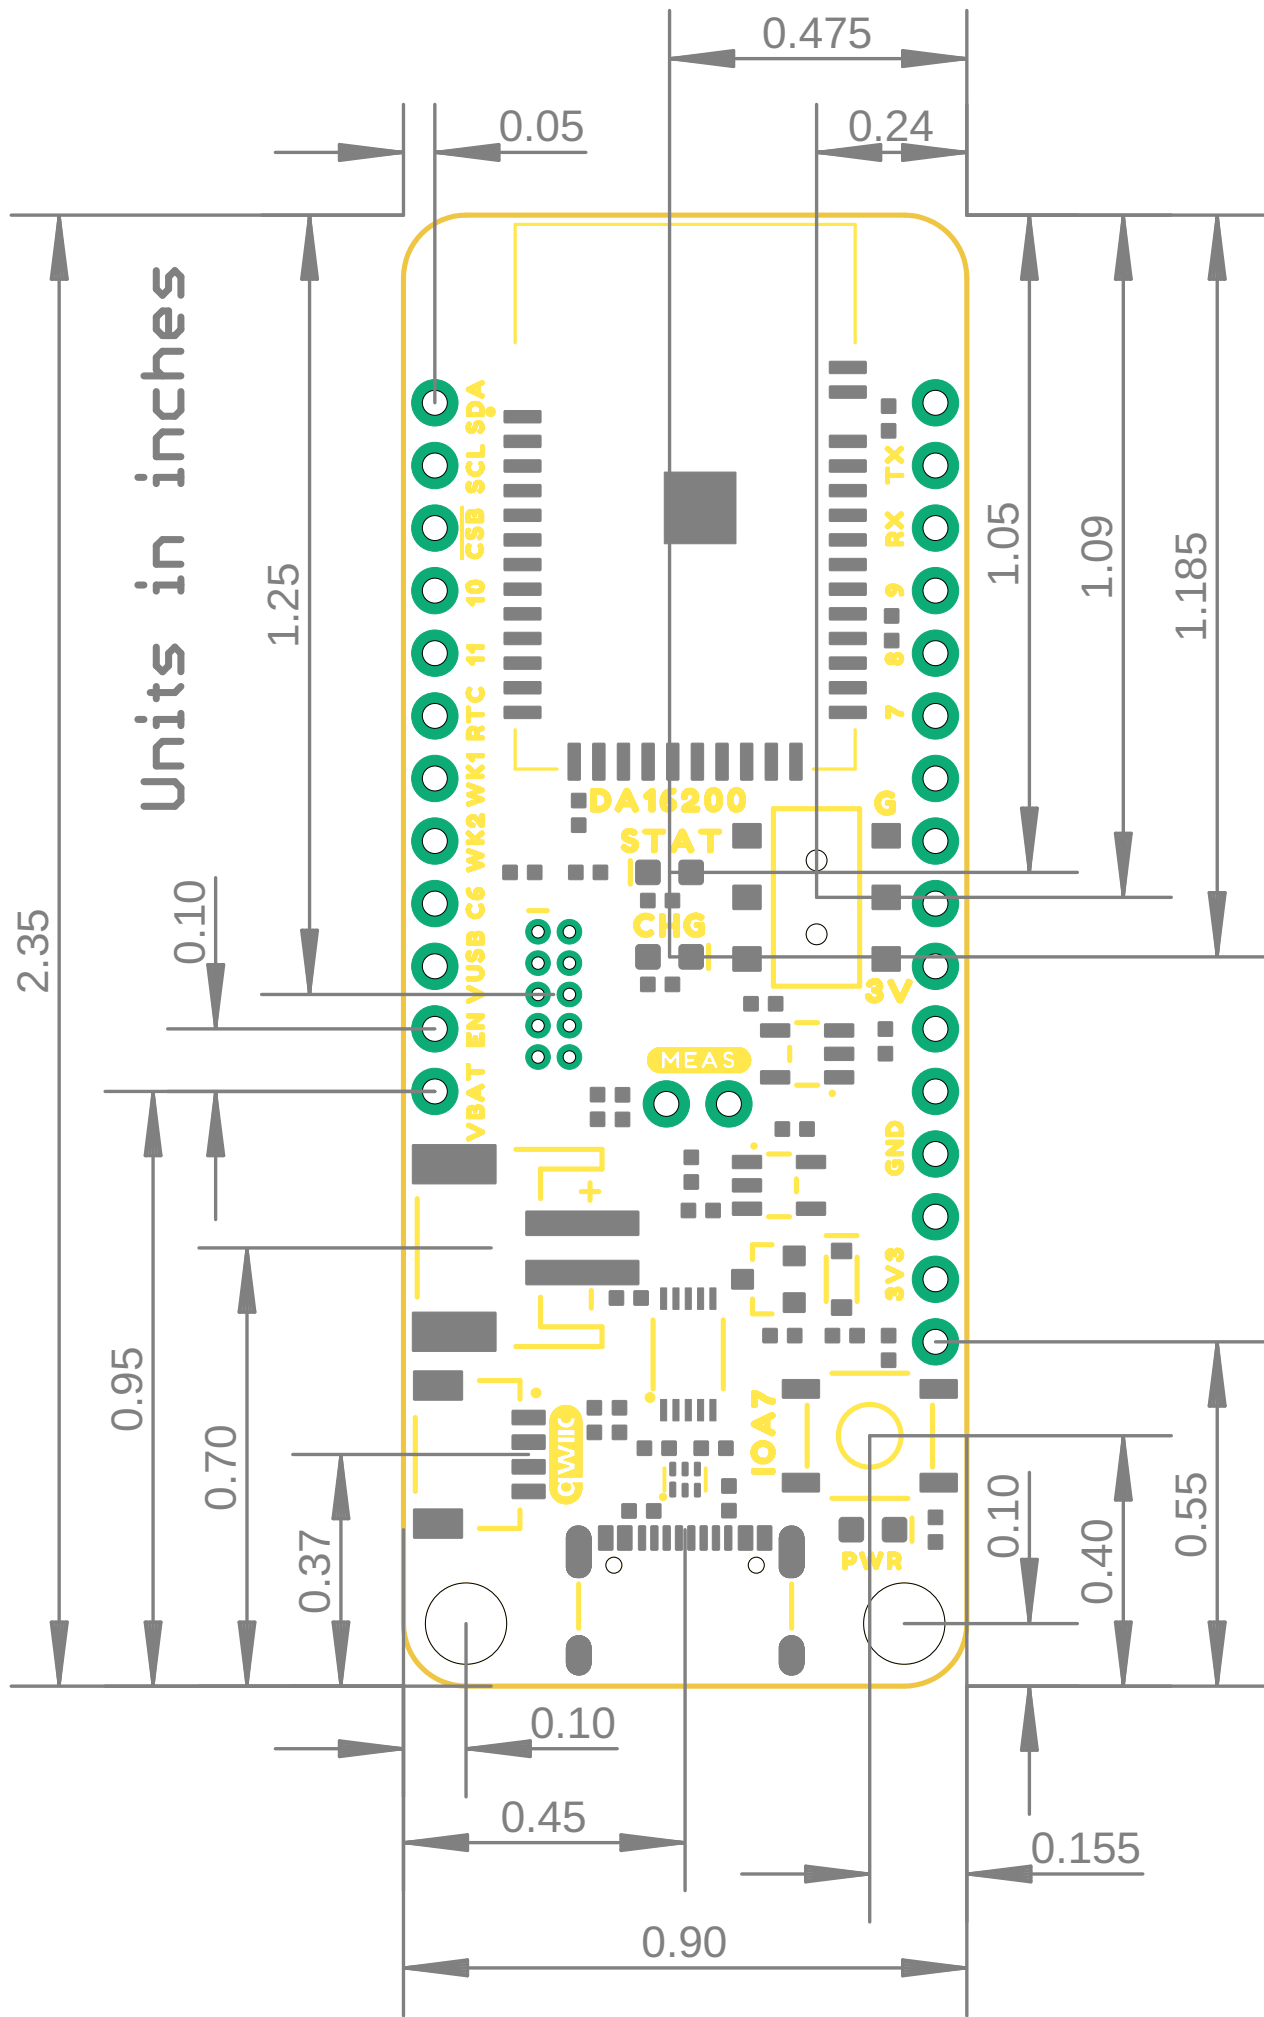 0.475
0.05
0.24
Units in inches
2.35
1.25
0.10
0.95
0.70
0.37
1.05
1.09
1.185
SDA
SCL
CSB
10
11
RTC
WK1
WK2
C6
VUSB
EN
VBAT
TX
RX
9
8
7
DA16200
STAT
CHG
G
3V
MEAS
GND
3V3
+
QWIIC
IOA7
PWR
0.10
0.40
0.55
0.10
0.45
0.155
0.90